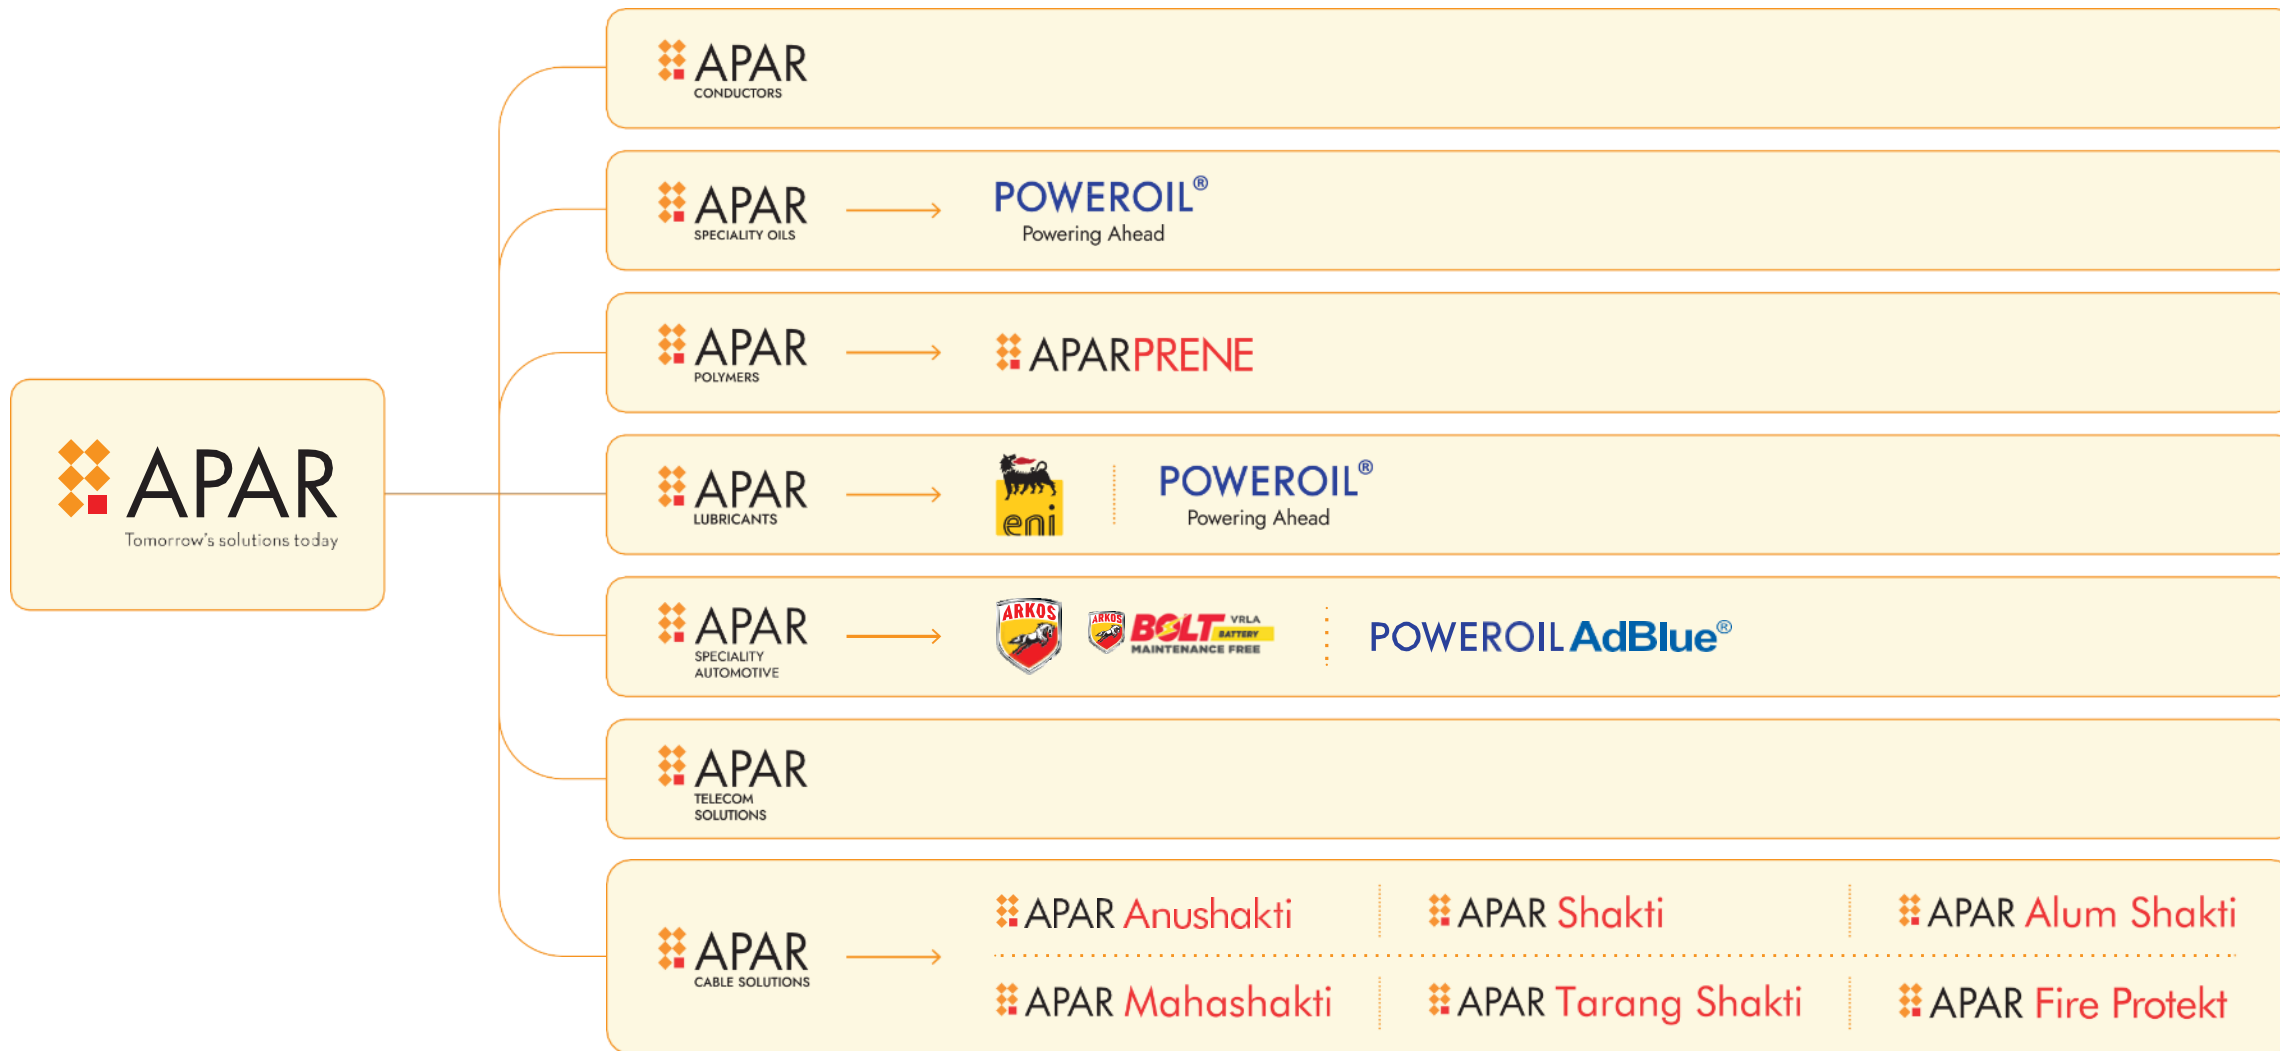 APAR
Tomorrow's solutions today
APAR
CONDUCTORS
APAR
SPECIALITY OILS
POWEROIL®
Powering Ahead
APAR
POLYMERS
APARPRENE
APAR
LUBRICANTS
eni
POWEROIL®
Powering Ahead
APAR
SPECIALITY
AUTOMOTIVE
ARKOS
ARKOS
BOLT VRLA
BATTERY
MAINTENANCE FREE
POWEROIL AdBlue®
APAR
TELECOM
SOLUTIONS
APAR
CABLE SOLUTIONS
APAR Anushakti
APAR Shakti
APAR Alum Shakti
APAR Mahashakti
APAR Tarang Shakti
APAR Fire Protekt